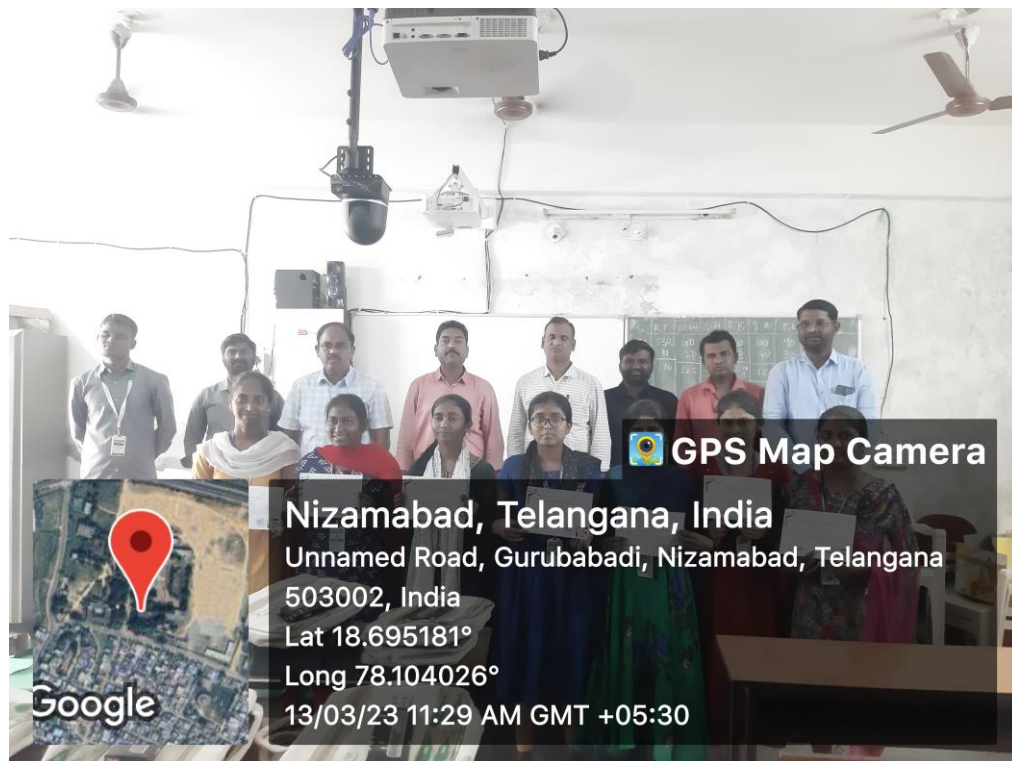 S R T
GPS Map Camera
Nizamabad, Telangana, India
Unnamed Road, Gurubabadi, Nizamabad, Telangana
503002, India
Lat 18.695181°
Long 78.104026°
13/03/23 11:29 AM GMT +05:30
Google